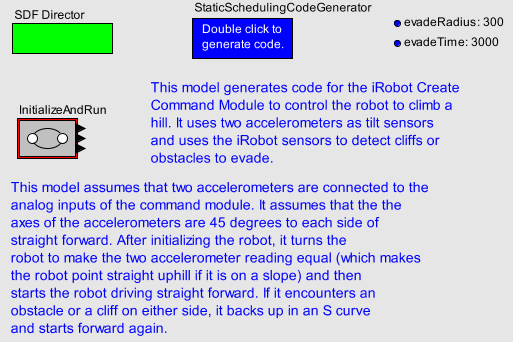 SDF Director
StaticSchedulingCodeGenerator
Double click to
generate code.
evadeRadius: 300
evadeTime: 3000
This model generates code for the iRobot Create
Command Module to control the robot to climb a
hill. It uses two accelerometers as tilt sensors
and uses the iRobot sensors to detect cliffs or
obstacles to evade.
InitializeAndRun
This model assumes that two accelerometers are connected to the
analog inputs of the command module. It assumes that the the
axes of the accelerometers are 45 degrees to each side of
straight forward. After initializing the robot, it turns the
robot to make the two accelerometer reading equal (which makes
the robot point straight uphill if it is on a slope) and then
starts the robot driving straight forward. If it encounters an
obstacle or a cliff on either side, it backs up in an S curve
and starts forward again.